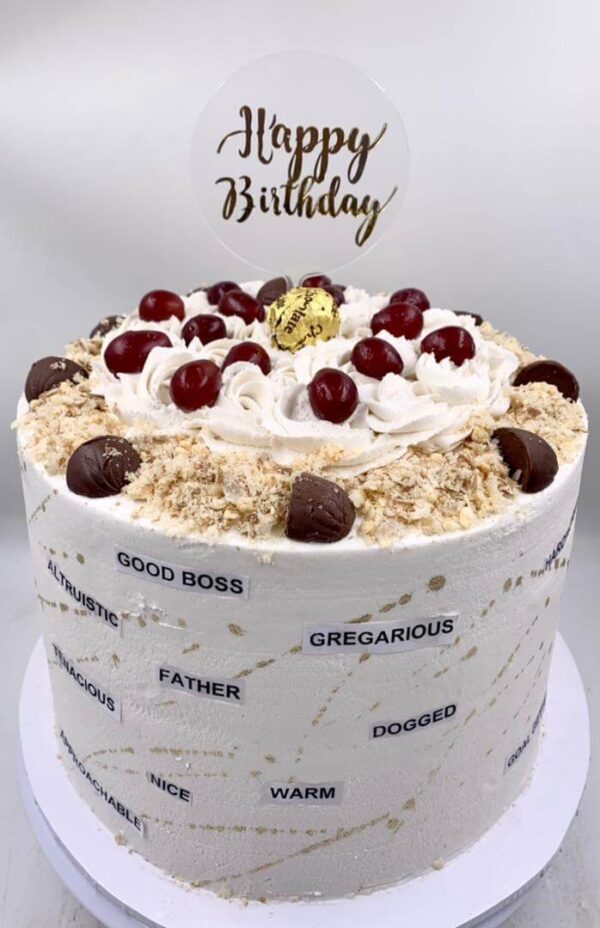 Happy
Birthday
GOOD BOSS
ALTRUISTIC
GREGARIOUS
TENACIOUS
FATHER
DOGGED
APPROACHABLE
NICE
WARM